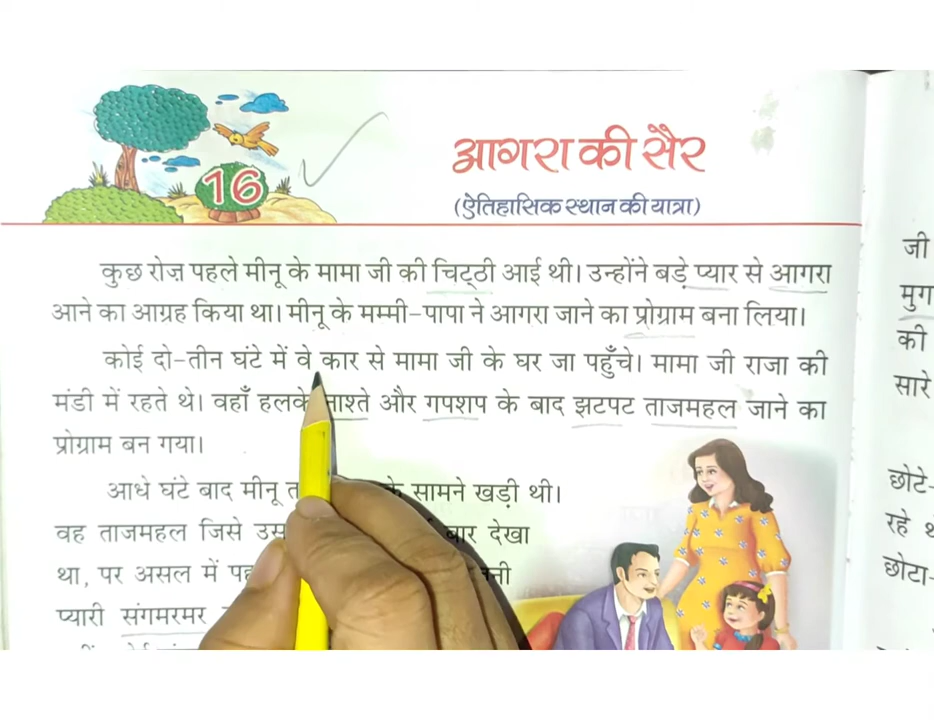 16
आगरा की सैर
(ऐतिहासिक स्थान की यात्रा)
कुछ रोज़ पहले मीनू के मामा जी की चिट्ठी आई थी। उन्होंने बड़े प्यार से आगरा
आने का आग्रह किया था। मीनू के मम्मी-पापा ने आगरा जाने का प्रोग्राम बना लिया।
कोई दो-तीन घंटे में वे कार से मामा जी के घर जा पहुँचे। मामा जी राजा की
मंडी में रहते थे। वहाँ हलके नाश्ते और गपशप के बाद झटपट ताजमहल जाने का
प्रोग्राम बन गया।
आधे घंटे बाद मीनू के सामने खड़ी थी।
वह ताजमहल जिसे बार देखा
था, पर असल में
प्यारी संगमरमर
जी
मुग
की
सारे
छोटे-
रहे
छोटा-